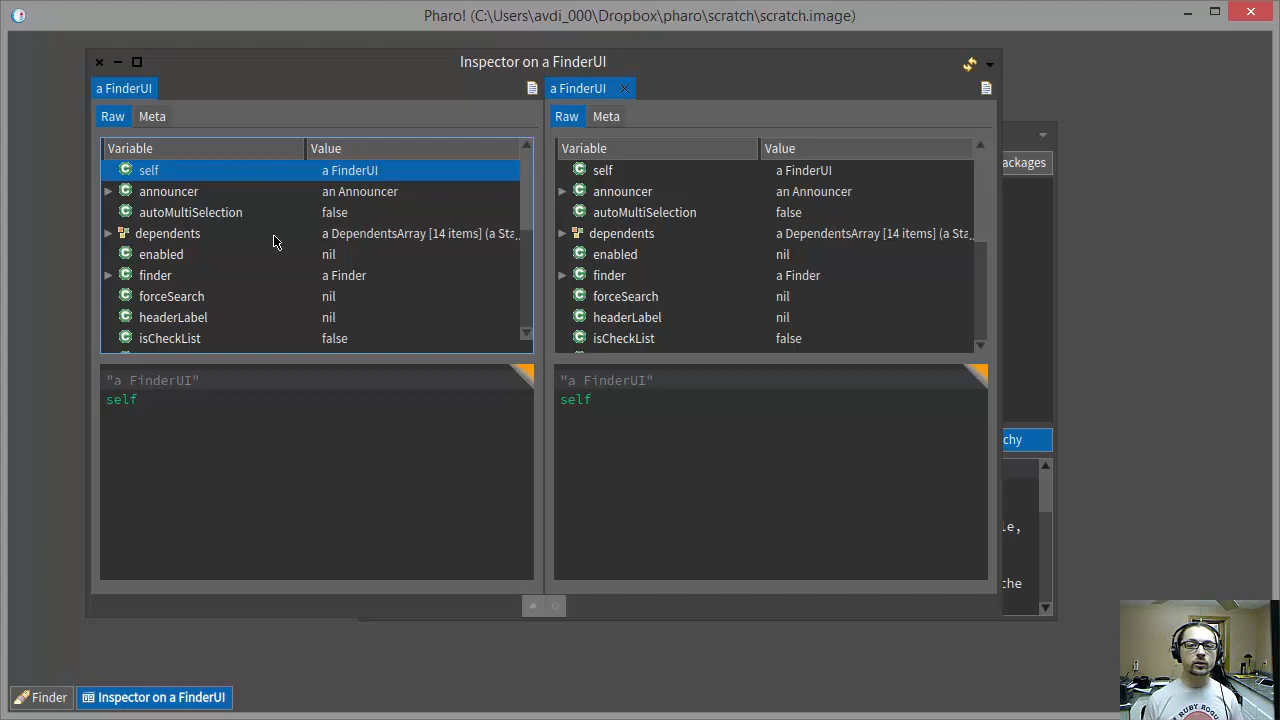 Pharo! (C:\Users\avdi_000\Dropbox\pharo\scratch\scratch.image)
Inspector on a FinderUI
a FinderUI
a FinderUI
Raw Meta
Raw Meta
Variable Value
self a FinderUI
announcer an Announcer
autoMultiSelection false
dependents a DependentsArray [14 items] (a Sta..
enabled nil
finder a Finder
forceSearch nil
headerLabel nil
isCheckList false
"a FinderUI"
self
Variable Value
self a FinderUI
announcer an Announcer
autoMultiSelection false
dependents a DependentsArray [14 items] (a Sta..
enabled nil
finder a Finder
forceSearch nil
headerLabel nil
isCheckList false
"a FinderUI"
self
ackages
chy
le,
che
Finder
Inspector on a FinderUI